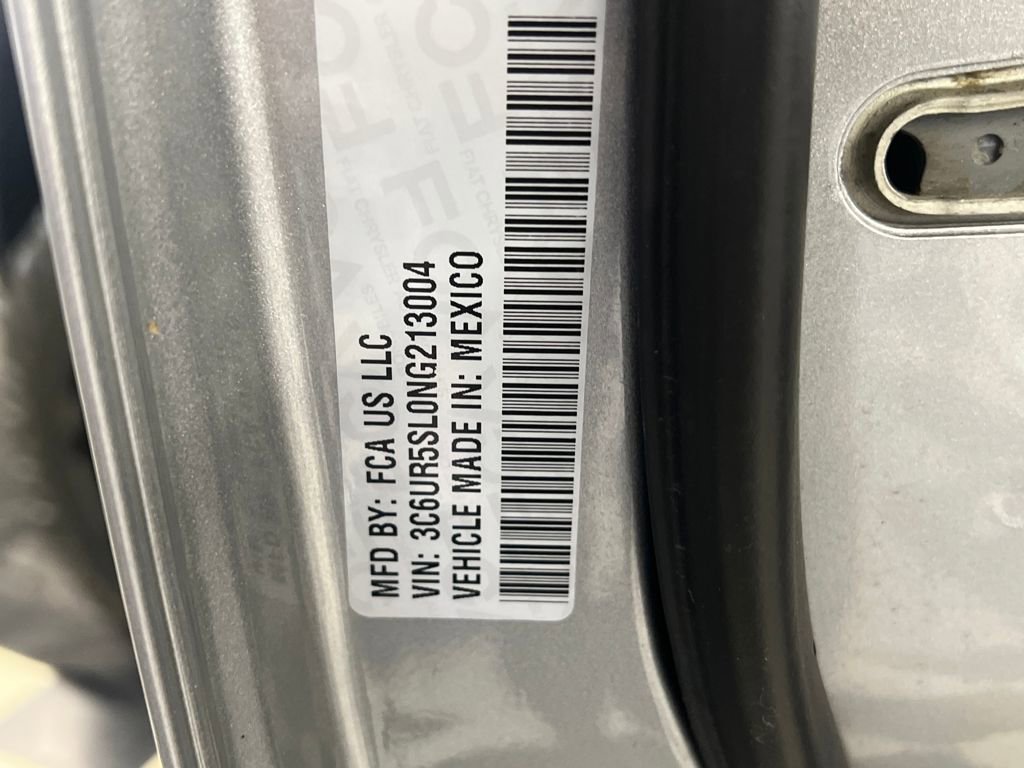 MFD BY: FCA US LLC
VIN: 3C6UR5SL0NG213004
VEHICLE MADE IN: MEXICO